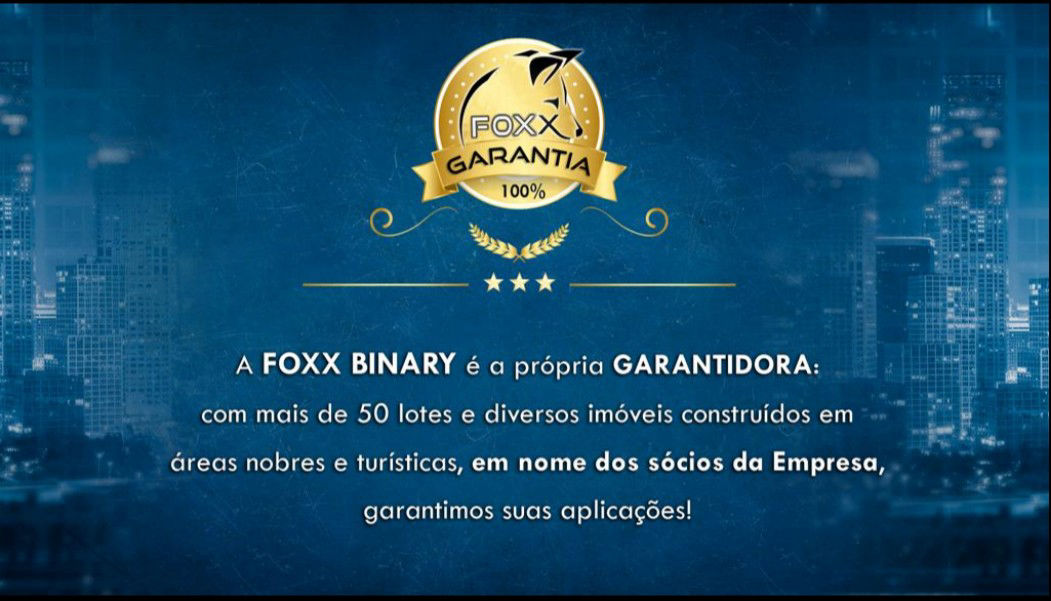 FOXX
GARANTIA
100%
A FOXX BINARY é a própria GARANTIDORA:
com mais de 50 lotes e diversos imóveis construídos em
áreas nobres e turísticas, em nome dos sócios da Empresa,
garantimos suas aplicações!